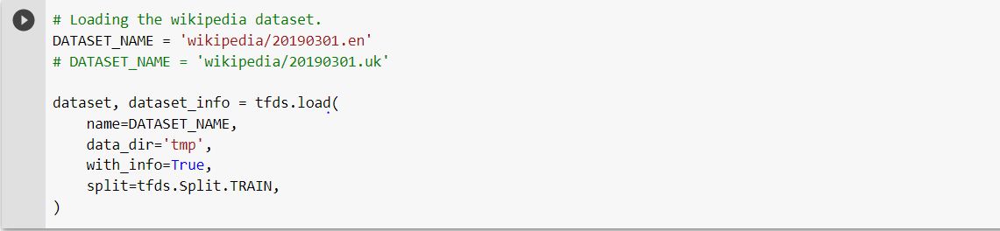 # Loading the wikipedia dataset.
DATASET_NAME = 'wikipedia/20190301.en'
# DATASET_NAME = 'wikipedia/20190301.uk'

dataset, dataset_info = tfds.load(
    name=DATASET_NAME,
    data_dir='tmp',
    with_info=True,
    split=tfds.Split.TRAIN,
)